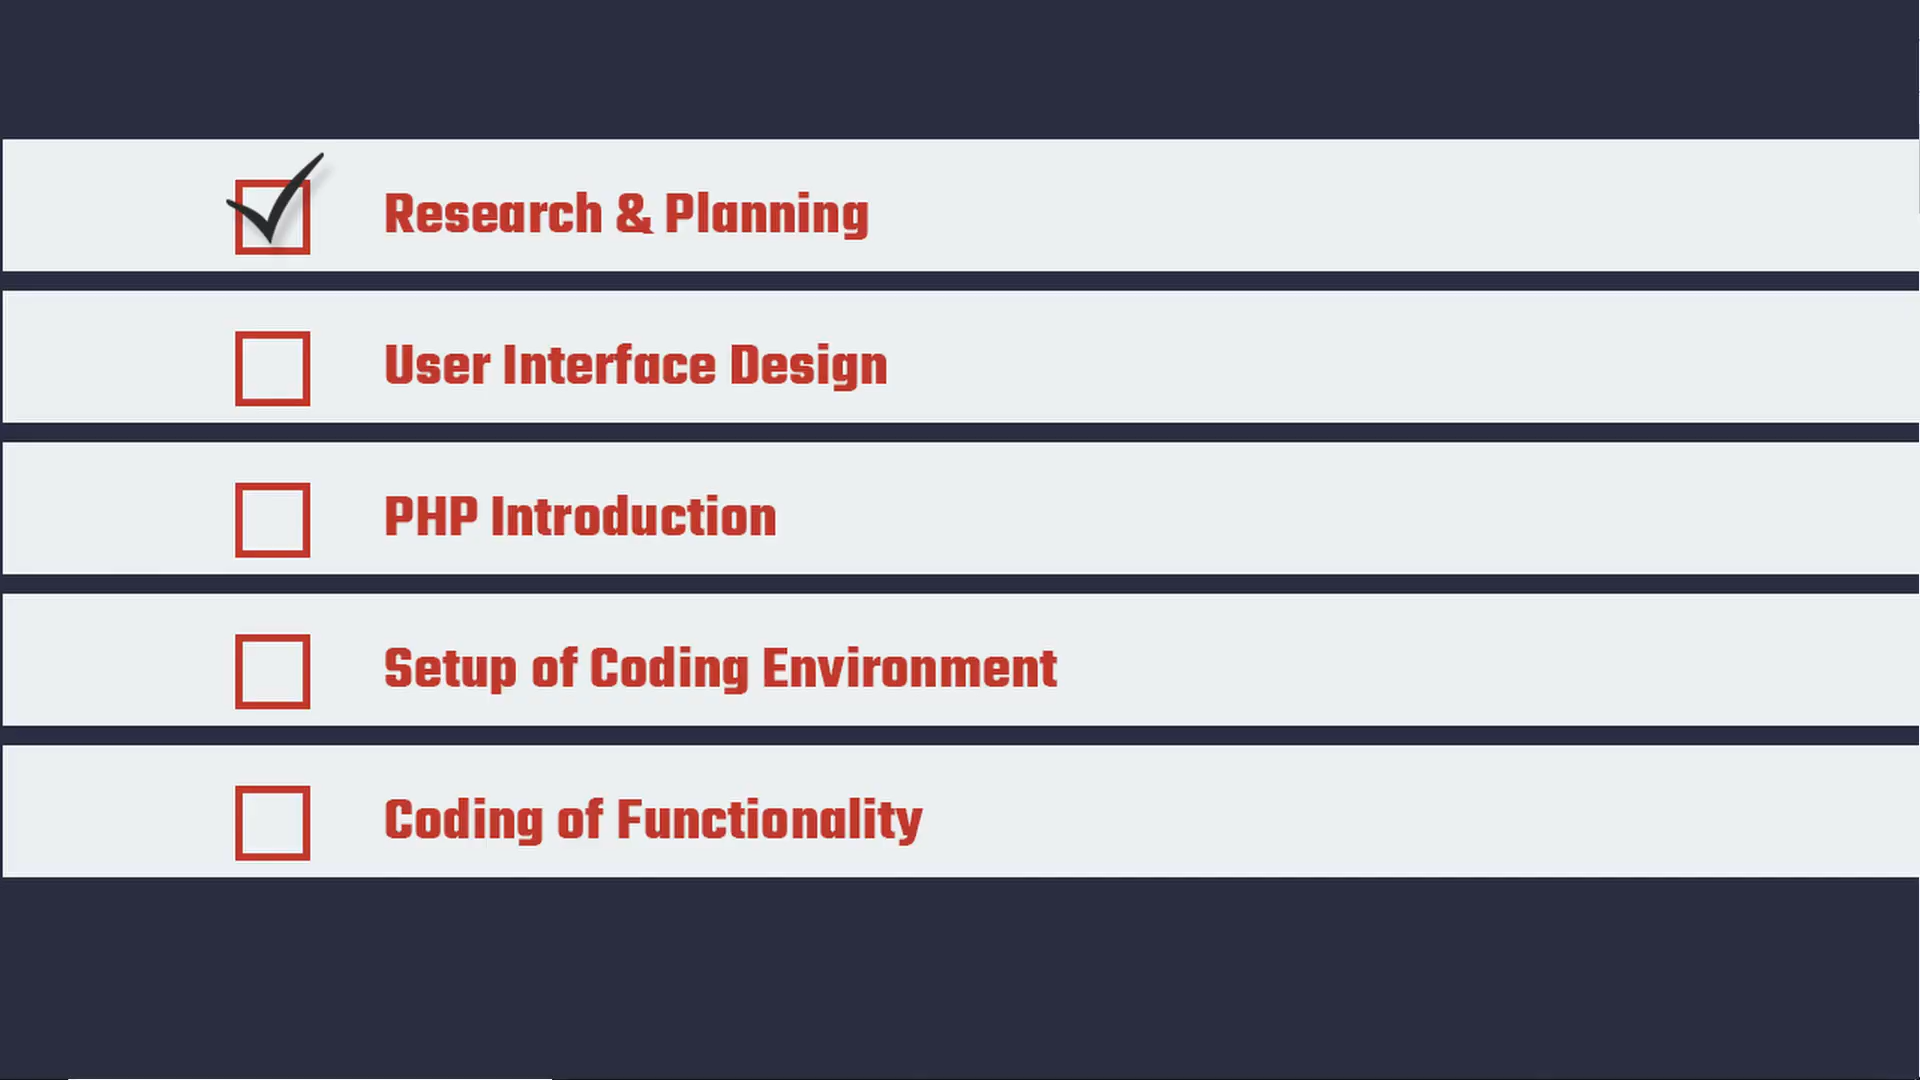 Research & Planning
User Interface Design
PHP Introduction
Setup of Coding Environment
Coding of Functionality